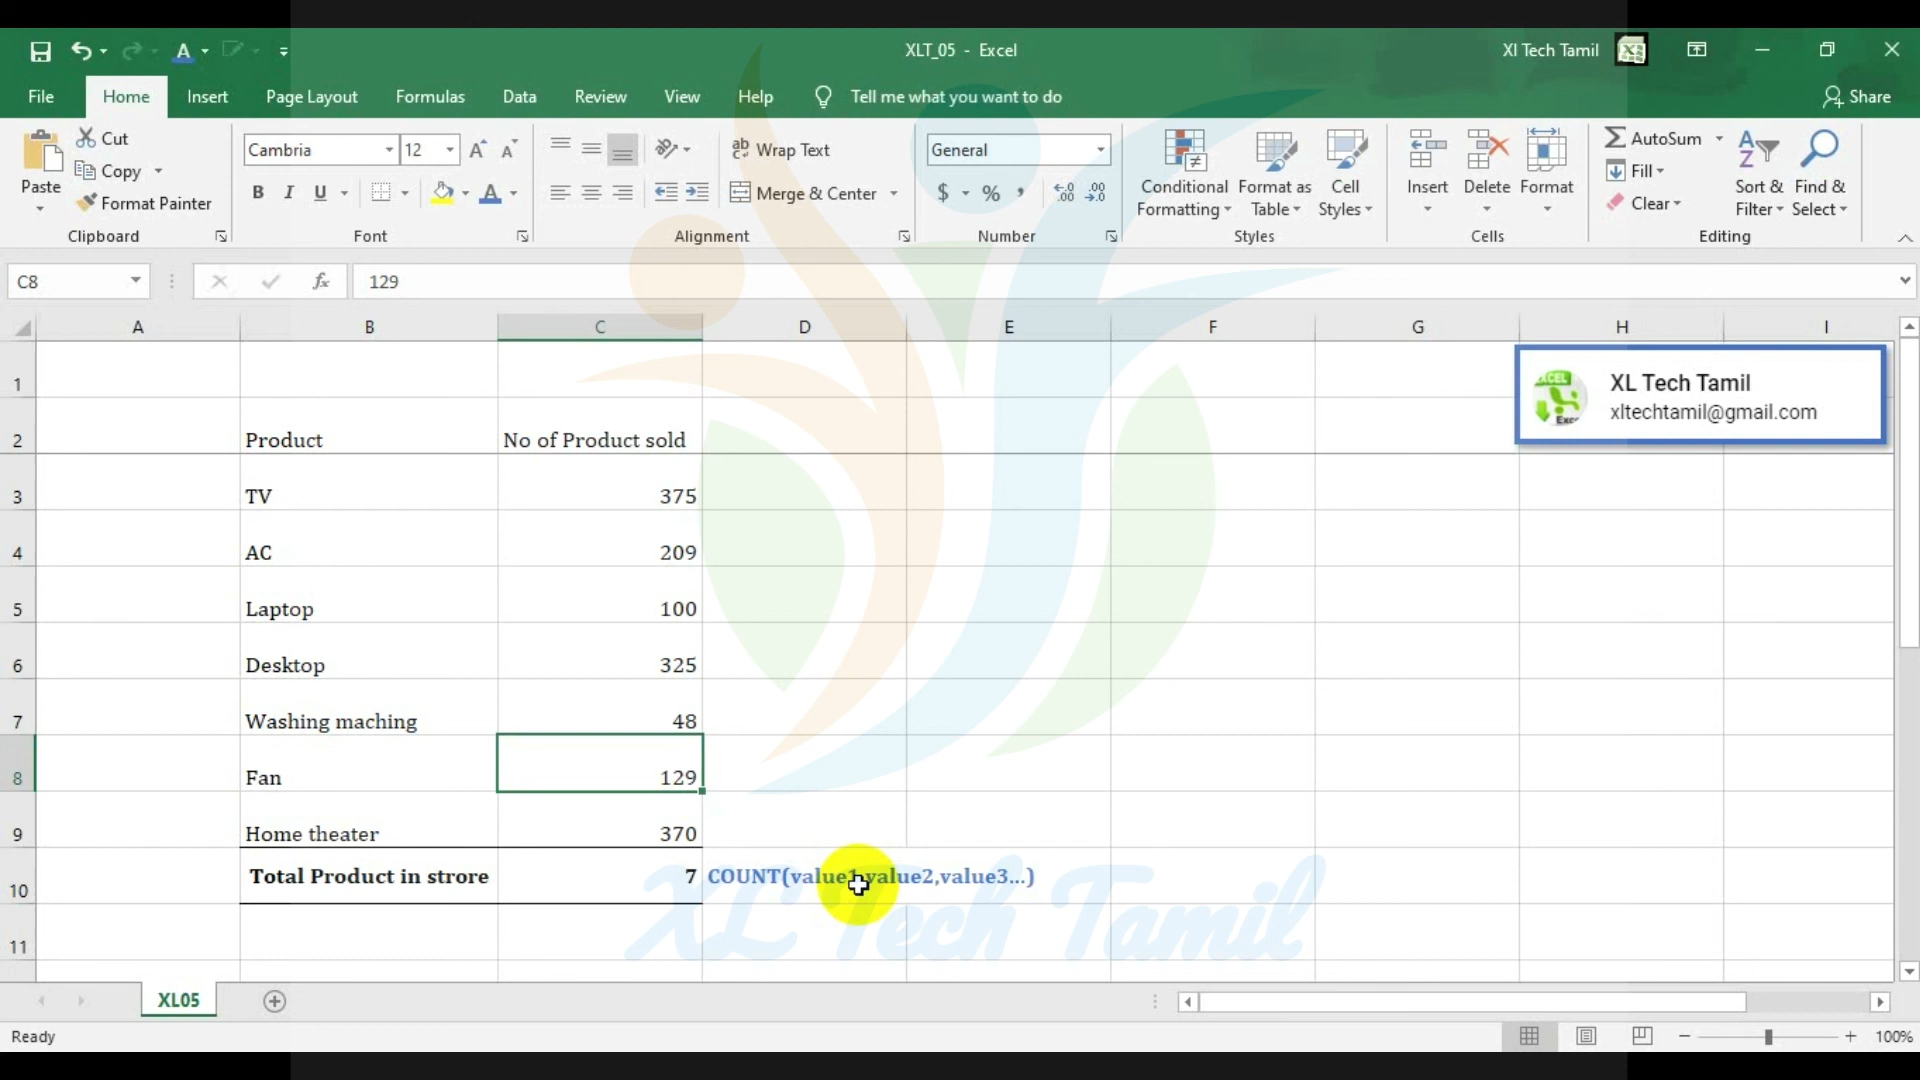 XLT_05 - Excel
Xl Tech Tamil
File Home Insert Page Layout Formulas Data Review View Help Tell me what you want to do Share
Paste
Cut
Copy
Format Painter
Clipboard
Cambria 12
B I U
Font
Wrap Text
Merge & Center
Alignment
General
$ % ,
Number
Conditional Formatting
Format as Table
Cell Styles
Styles
Insert
Delete
Format
Cells
AutoSum
Fill
Clear
Sort & Filter
Find & Select
Editing
C8 fx 129
A B C D E F G H I
1
2 Product No of Product sold
3 TV 375
4 AC 209
5 Laptop 100
6 Desktop 325
7 Washing maching 48
8 Fan 129
9 Home theater 370
10 Total Product in strore 7 COUNT(value1,value2,value3...)
11
XL Tech Tamil
xltechtamil@gmail.com
XL Tech Tamil
XL05
Ready
100%